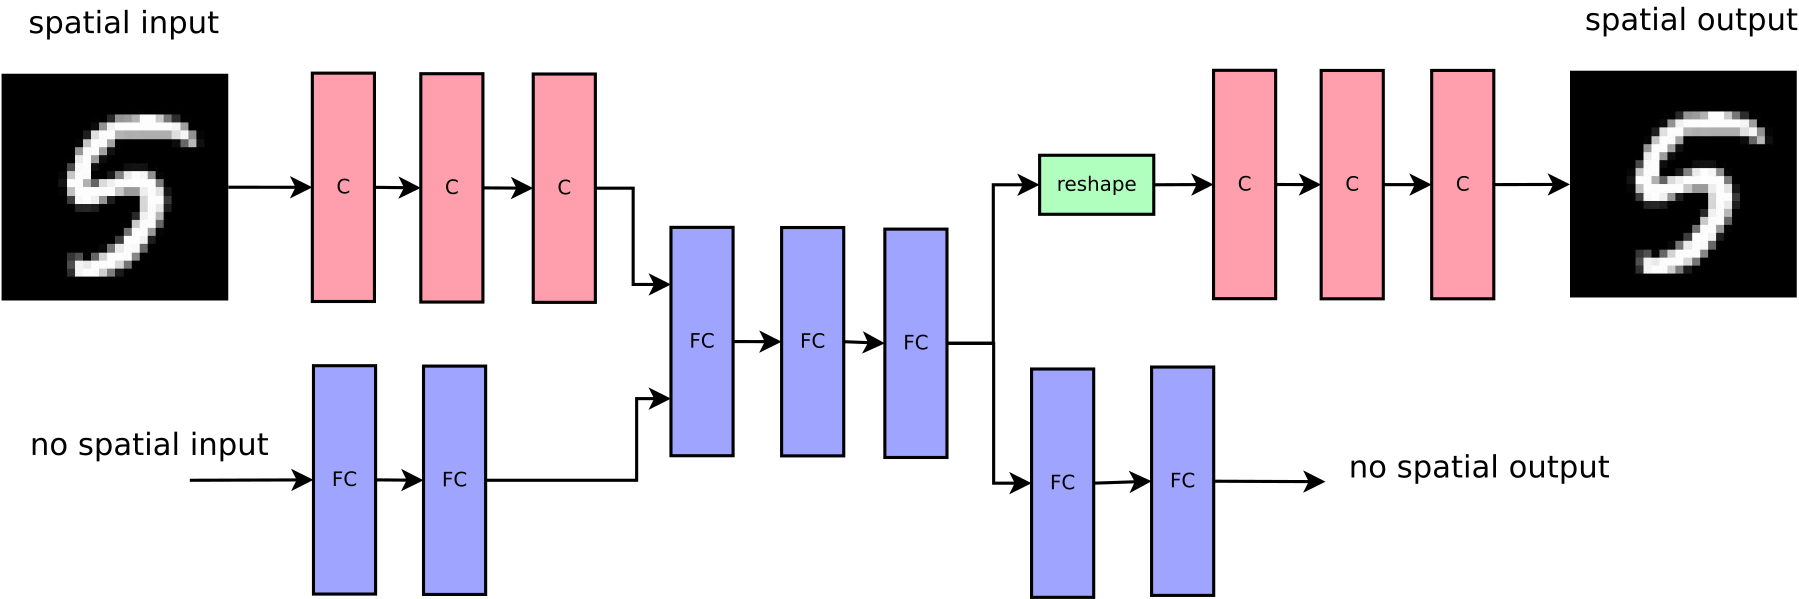 spatial input
spatial output
C
C
C
reshape
C
C
C
FC
FC
FC
no spatial input
FC
FC
FC
FC
no spatial output